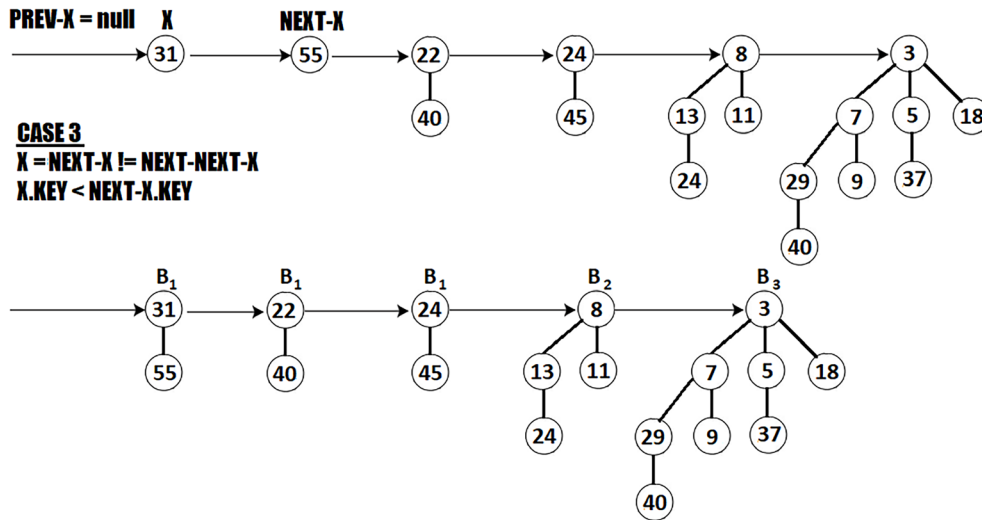 PREV-X = null X NEXT-X
31 55 22 24 8 3
40 45 13 11 7 5 18
24 29 9 37
40
CASE 3
X = NEXT-X != NEXT-NEXT-X
X.KEY < NEXT-X.KEY
B1 B1 B1 B2 B3
31 22 24 8 3
55 40 45 13 11 7 5 18
24 29 9 37
40